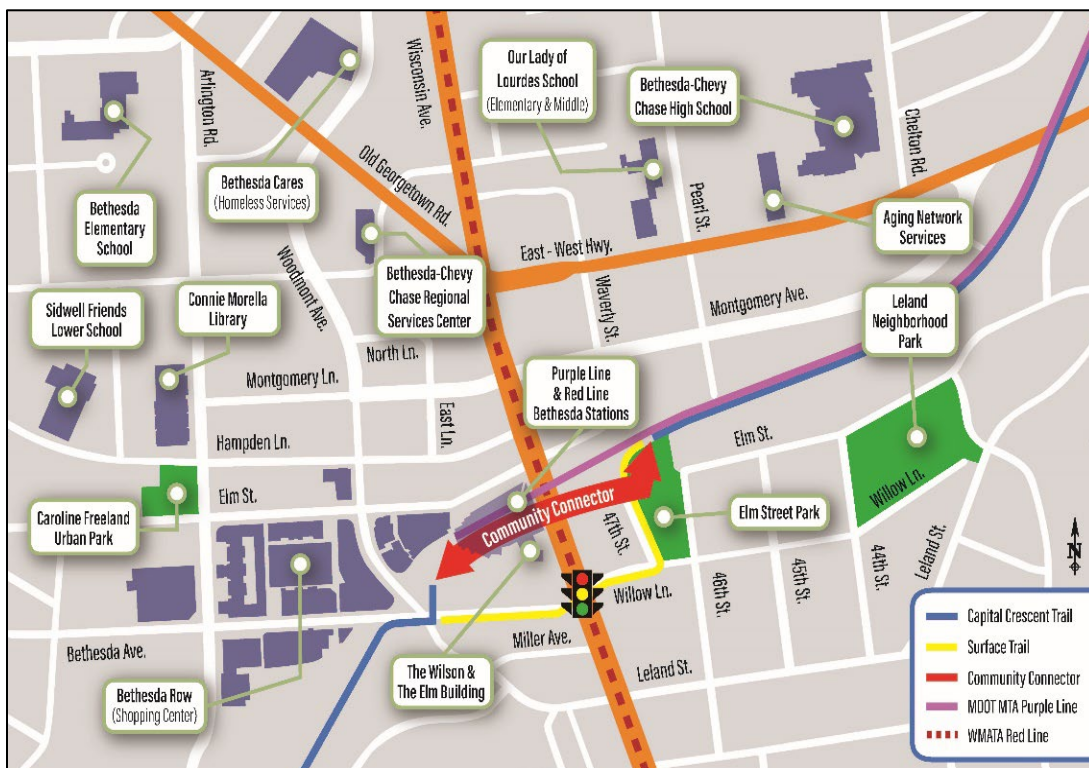 Wisconsin Ave.
Arlington Rd.
Our Lady of
Lourdes School
(Elementary & Middle)
Bethesda-Chevy
Chase High School
Chelton Rd.
Old Georgetown Rd.
Bethesda Cares
(Homeless Services)
Bethesda
Elementary
School
Pearl St.
Aging Network
Services
East - West Hwy.
Woodmont Ave.
Bethesda-Chevy
Chase Regional
Services Center
Waverly St.
Montgomery Ave.
Leland
Neighborhood
Park
Sidwell Friends
Lower School
Connie Morella
Library
North Ln.
Montgomery Ln.
Purple Line
& Red Line
Bethesda Stations
East Ln.
Hampden Ln.
Elm St.
Elm St.
Willow Ln.
Caroline Freeland
Urban Park
Community Connector
47th St.
Elm Street Park
Willow Ln.
46th St.
45th St.
44th St.
Leland St.
N
Bethesda Ave.
Miller Ave.
Leland St.
The Wilson &
The Elm Building
Bethesda Row
(Shopping Center)
Capital Crescent Trail
Surface Trail
Community Connector
MDOT MTA Purple Line
WMATA Red Line